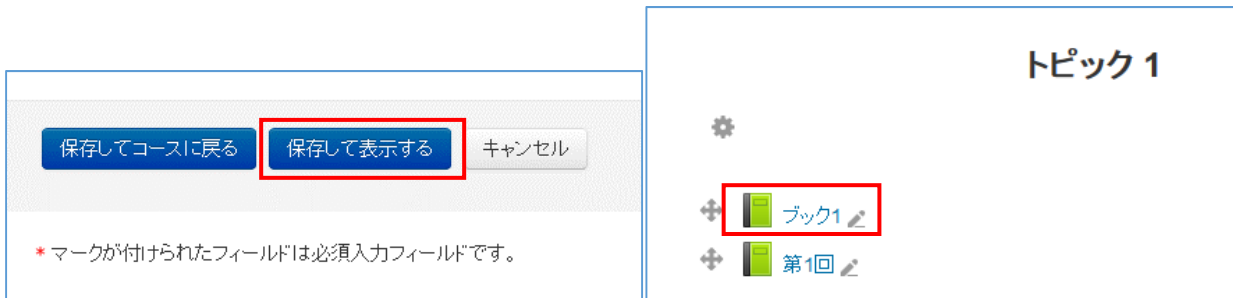 保存してコースに戻る 保存して表示する キャンセル
* マークが付けられたフィールドは必須入力フィールドです。
トピック 1
ブック1
第1回